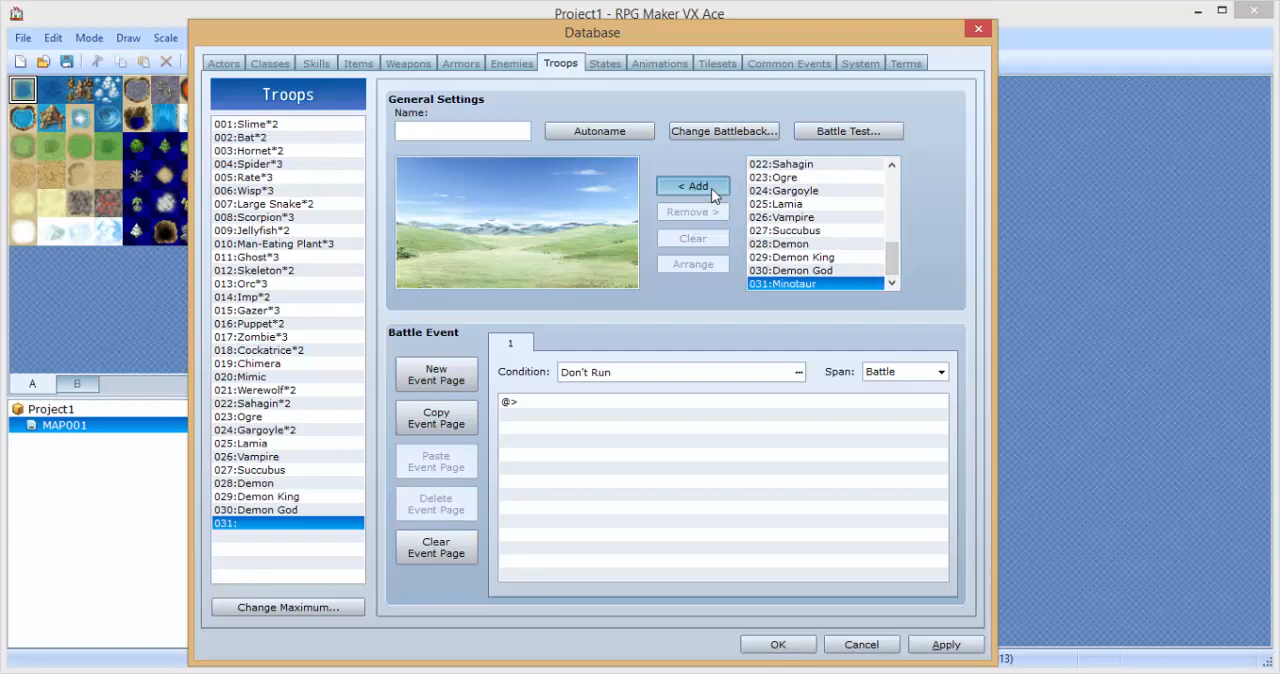 Project1 - RPG Maker VX Ace
Database
File Edit Mode Draw Scale
Actors Classes Skills Items Weapons Armors Enemies Troops States Animations Tilesets Common Events System Terms
Troops
001:Slime*2
002:Bat*2
003:Hornet*2
004:Spider*3
005:Rate*3
006:Wisp*3
007:Large Snake*2
008:Scorpion*3
009:Jellyfish*2
010:Man-Eating Plant*3
011:Ghost*3
012:Skeleton*2
013:Orc*3
014:Imp*2
015:Gazer*3
016:Puppet*2
017:Zombie*3
018:Cockatrice*2
019:Chimera
020:Mimic
021:Werewolf*2
022:Sahagin*2
023:Ogre
024:Gargoyle*2
025:Lamia
026:Vampire
027:Succubus
028:Demon
029:Demon King
030:Demon God
031:
Change Maximum...
General Settings
Name:
Autoname
Change Battleback...
Battle Test...
< Add
Remove >
Clear
Arrange
022:Sahagin
023:Ogre
024:Gargoyle
025:Lamia
026:Vampire
027:Succubus
028:Demon
029:Demon King
030:Demon God
031:Minotaur
Battle Event
1
New
Event Page
Copy
Event Page
Paste
Event Page
Delete
Event Page
Clear
Event Page
Condition: Don't Run ...
Span: Battle
@>
A B
Project1
MAP001
OK Cancel Apply
13)